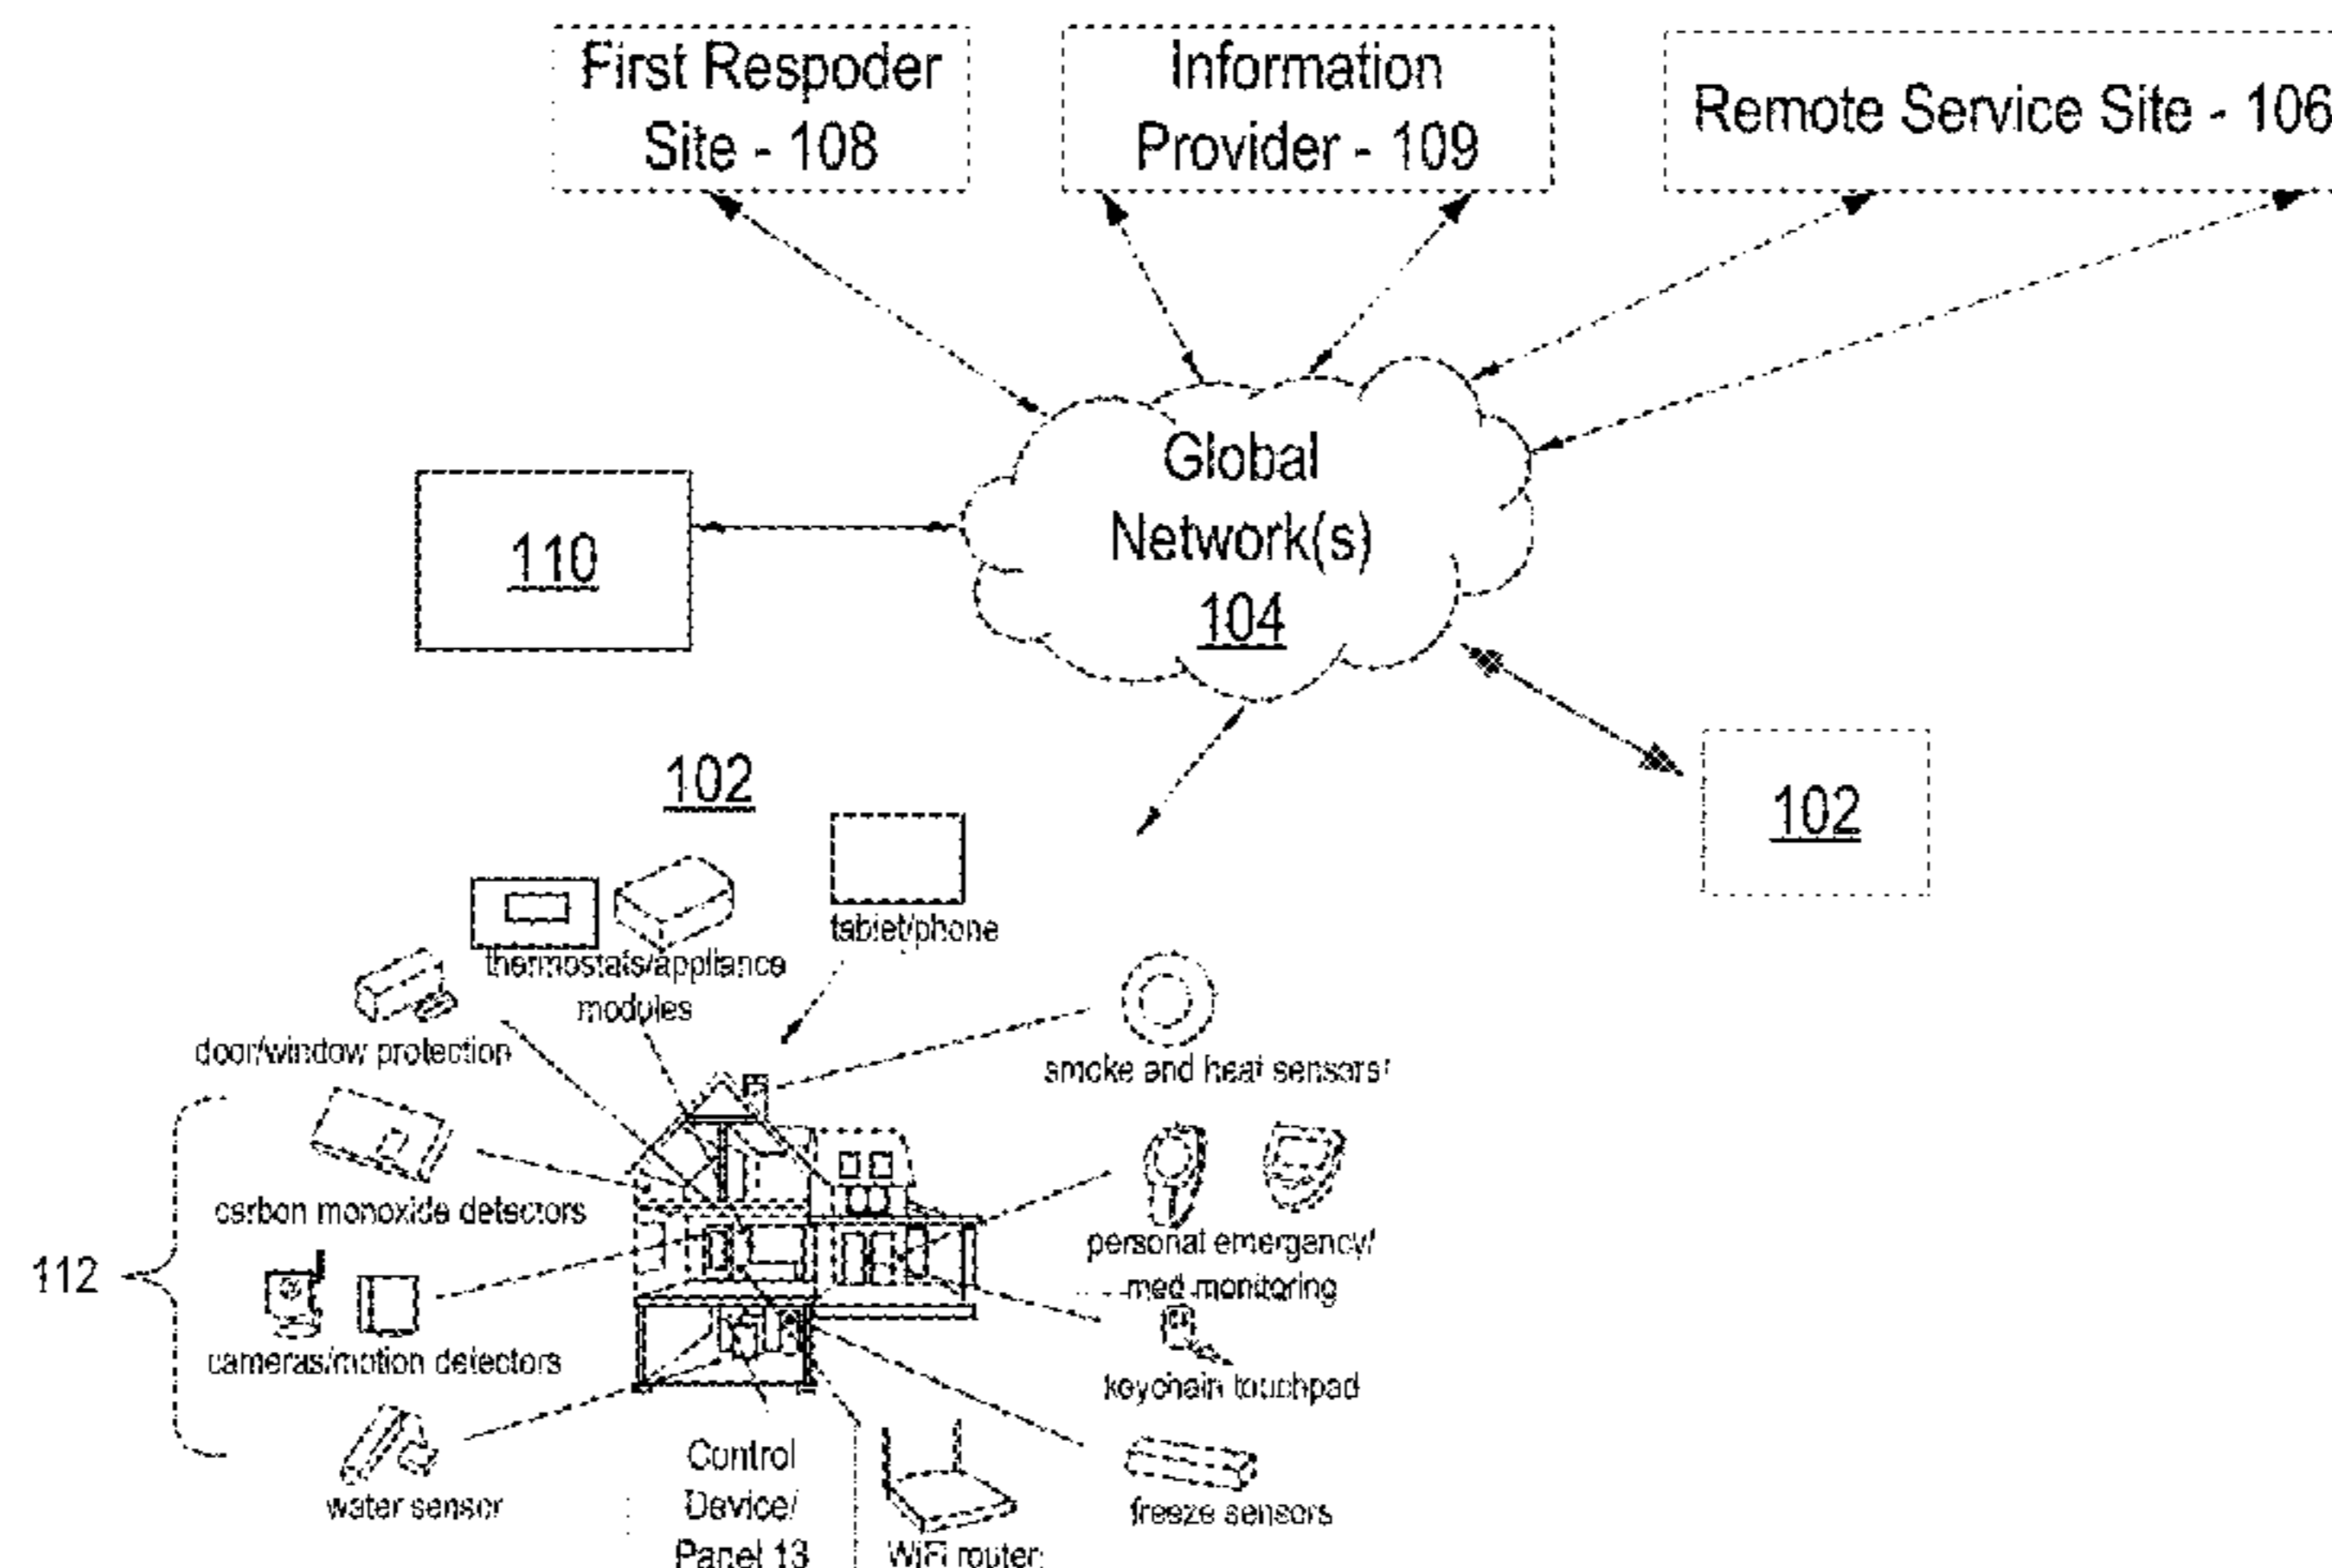 First Respoder
Site - 108
Information
Provider - 109
Remote Service Site - 106
Global
Network(s)
104
110
102
102
tablet/phone
thermostats/appliance
modules
door/window protection
smoke and heat sensors/
carbon monoxide detectors
personal emergency/
med monitoring
112
cameras/motion detectors
keychain touchpad
water sensor
Control
Device/
Panel 13
WiFi router
freeze sensors